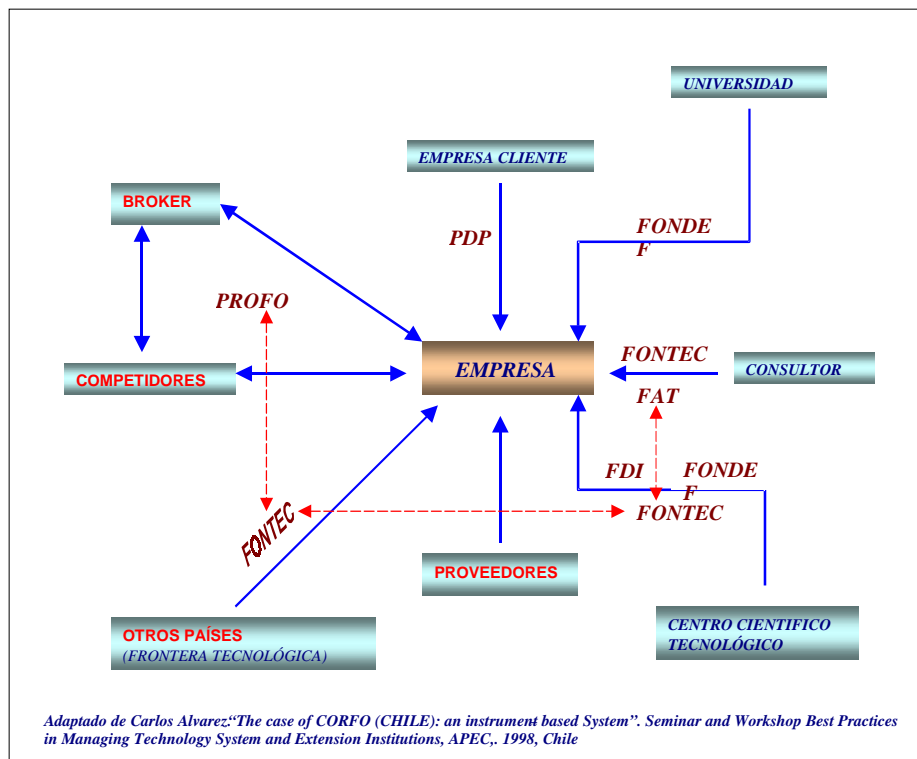 UNIVERSIDAD
EMPRESA CLIENTE
BROKER
PDP
FONDE
F
PROFO
COMPETIDORES
EMPRESA
FONTEC
CONSULTOR
FAT
FDI
FONDE
F
FONTEC
FONTEC
PROVEEDORES
OTROS PAÍSES
(FRONTERA TECNOLÓGICA)
CENTRO CIENTIFICO
TECNOLÓGICO
Adaptado de Carlos Alvarez.“The case of CORFO (CHILE): an instrument based System”. Seminar and Workshop Best Practices
in Managing Technology System and Extension Institutions, APEC,. 1998, Chile